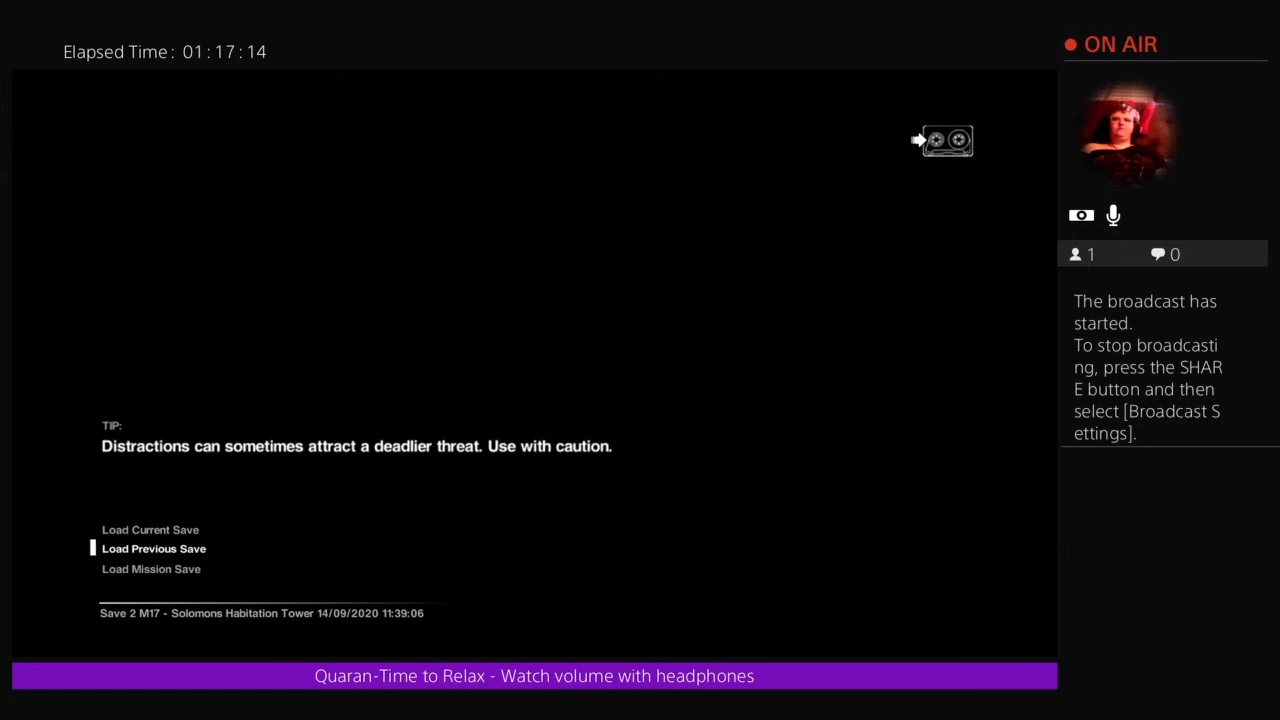 Elapsed Time: 01:17:14
ON AIR
1
0
The broadcast has
started.
To stop broadcasti
ng, press the SHAR
E button and then
select [Broadcast S
ettings].
TIP:
Distractions can sometimes attract a deadlier threat. Use with caution.
Load Current Save
Load Previous Save
Load Mission Save
Save 2 M17 - Solomons Habitation Tower 14/09/2020 11:39:06
Quaran-Time to Relax - Watch volume with headphones